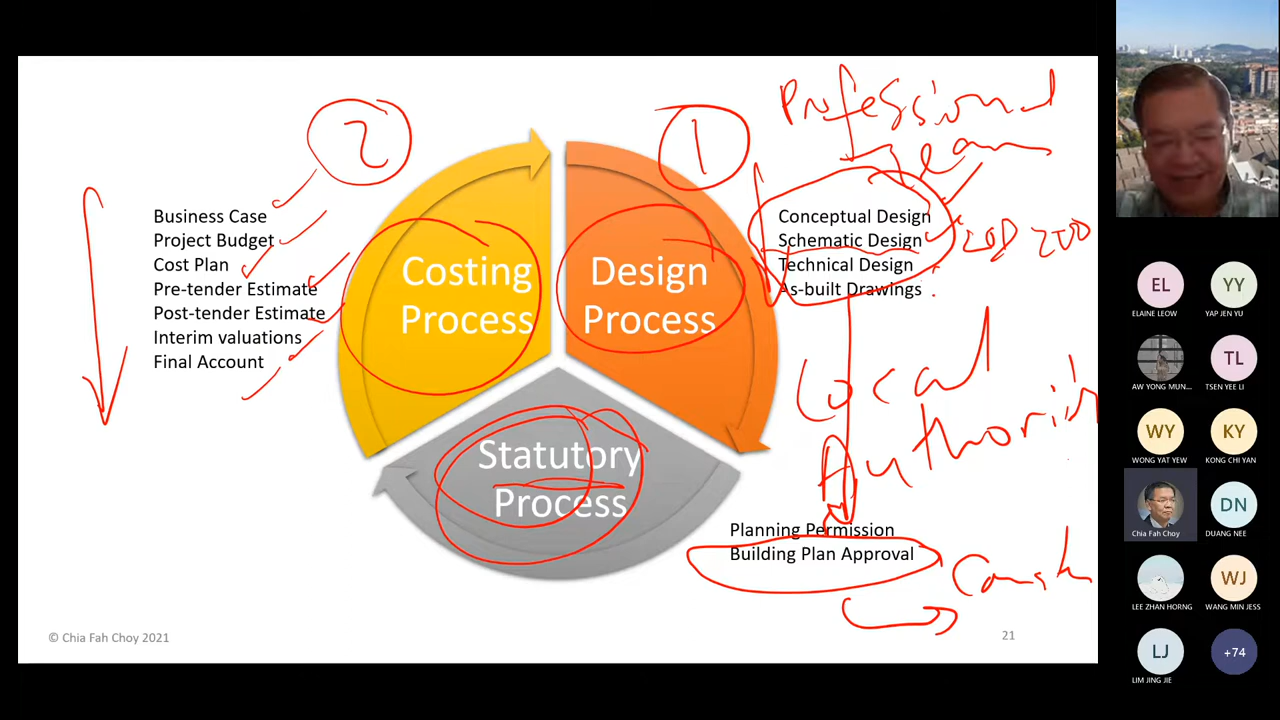 2
1
Professional
Team
Business Case
Project Budget
Cost Plan
Pre-tender Estimate
Post-tender Estimate
Interim valuations
Final Account
Costing
Process
Design
Process
Conceptual Design
Schematic Design
Technical Design
As-built Drawings
200
Local
Authority
Statutory
Process
Planning Permission
Building Plan Approval
© Chia Fah Choy 2021
21
EL
ELAINE LEOW
YY
YAP JEN YU
AW YONG MUN...
TL
TSEN YEE LI
WY
WONG YAT YEW
KY
KONG CHI YAN
Chia Fah Choy
DN
DUANG NEE
LEE ZHAN HORNG
WJ
WANG MIN JESS
LJ
LIM JING JIE
+74